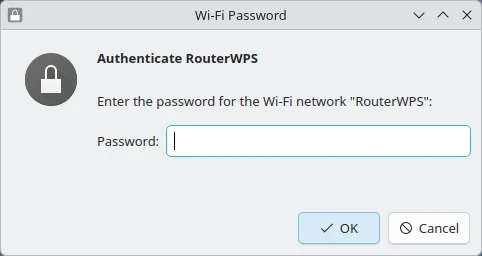 Wi-Fi Password
Authenticate RouterWPS
Enter the password for the Wi-Fi network "RouterWPS":
Password:
OK
Cancel